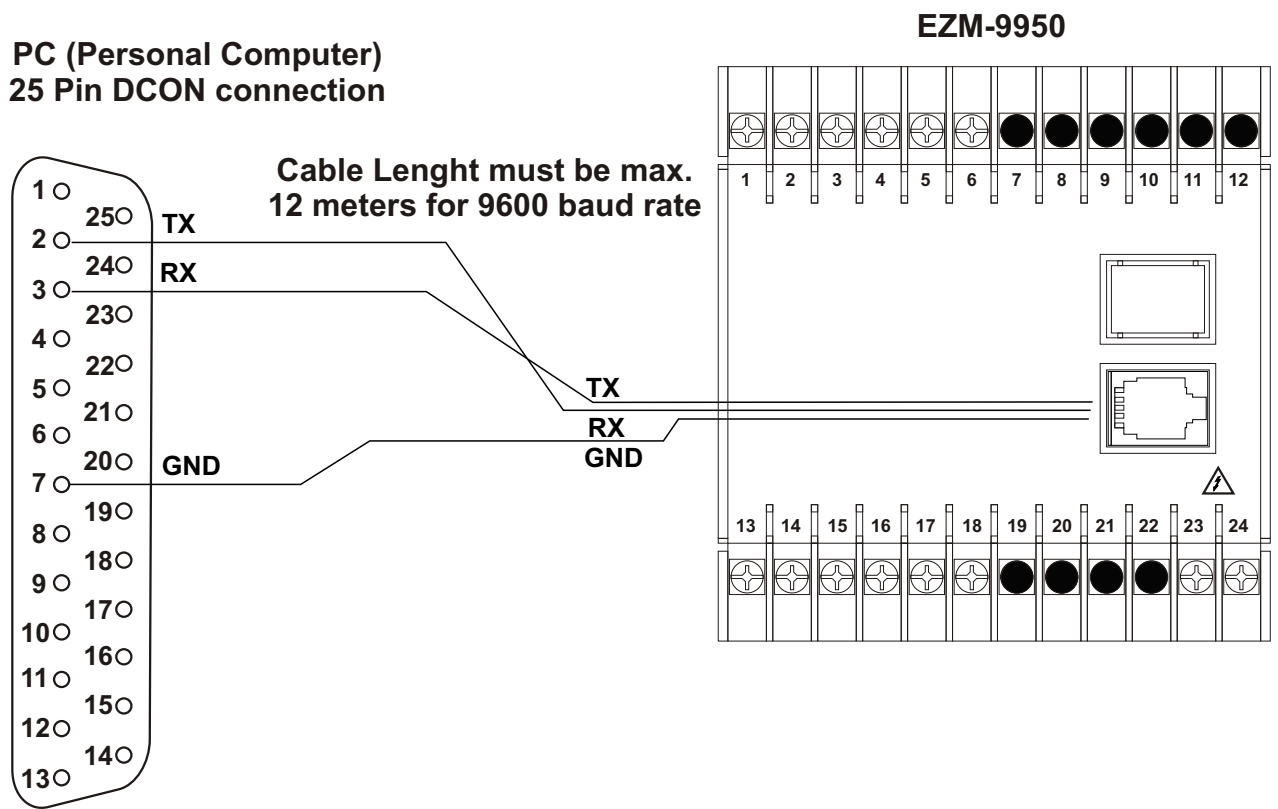 EZM-9950
PC (Personal Computer)
25 Pin DCON connection
Cable Lenght must be max.
12 meters for 9600 baud rate
1
2
3
4
5
6
7
8
9
10
11
12
13
25
24
23
22
21
20
19
18
17
16
15
14
TX
RX
GND
TX
RX
GND
1 2 3 4 5 6 7 8 9 10 11 12
13 14 15 16 17 18 19 20 21 22 23 24